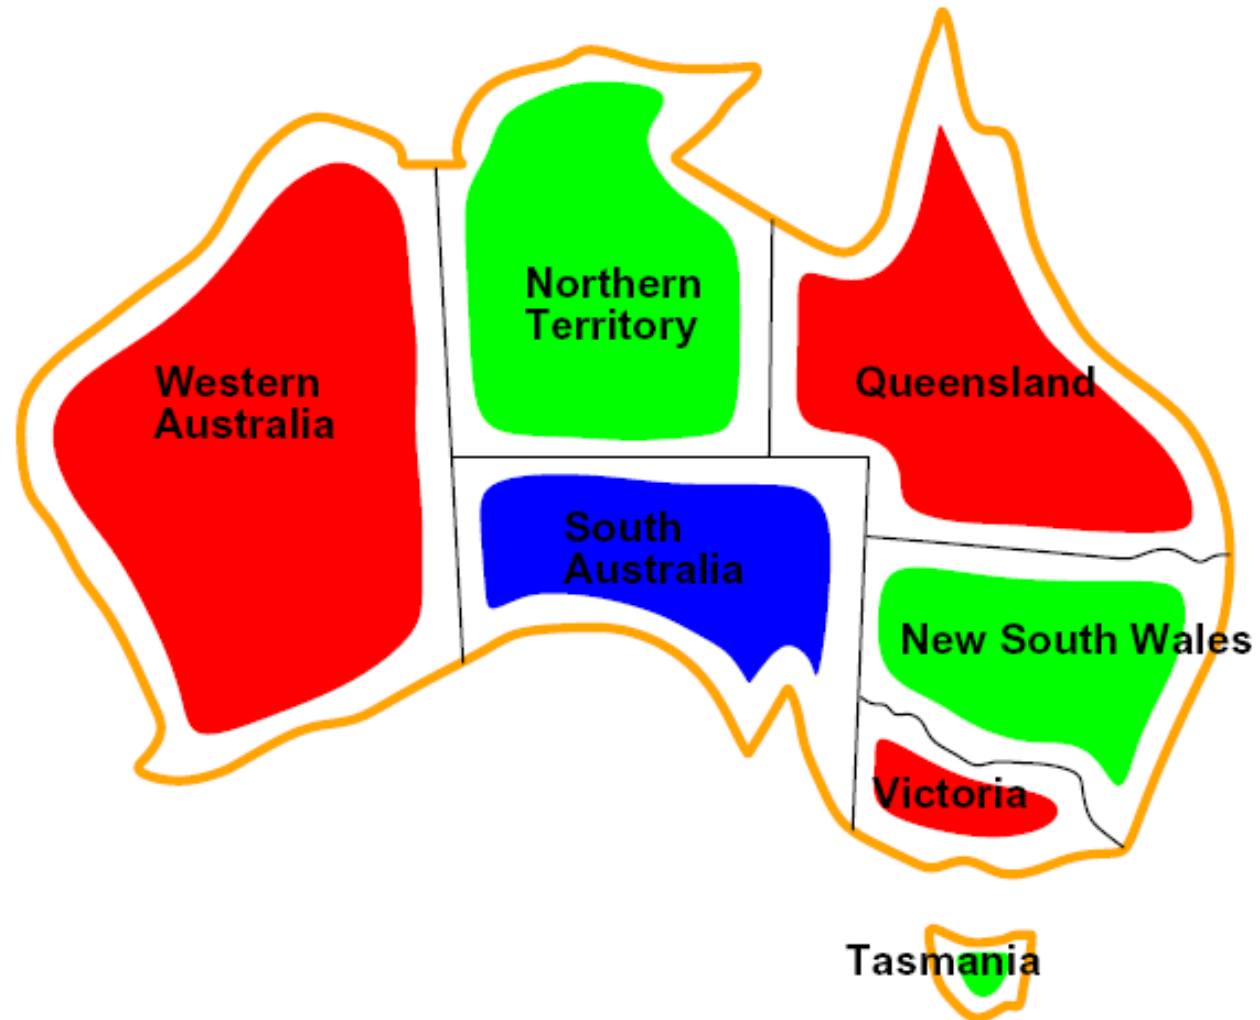 Northern
Territory
Western
Australia
Queensland
South
Australia
New South Wales
Victoria
Tasmania